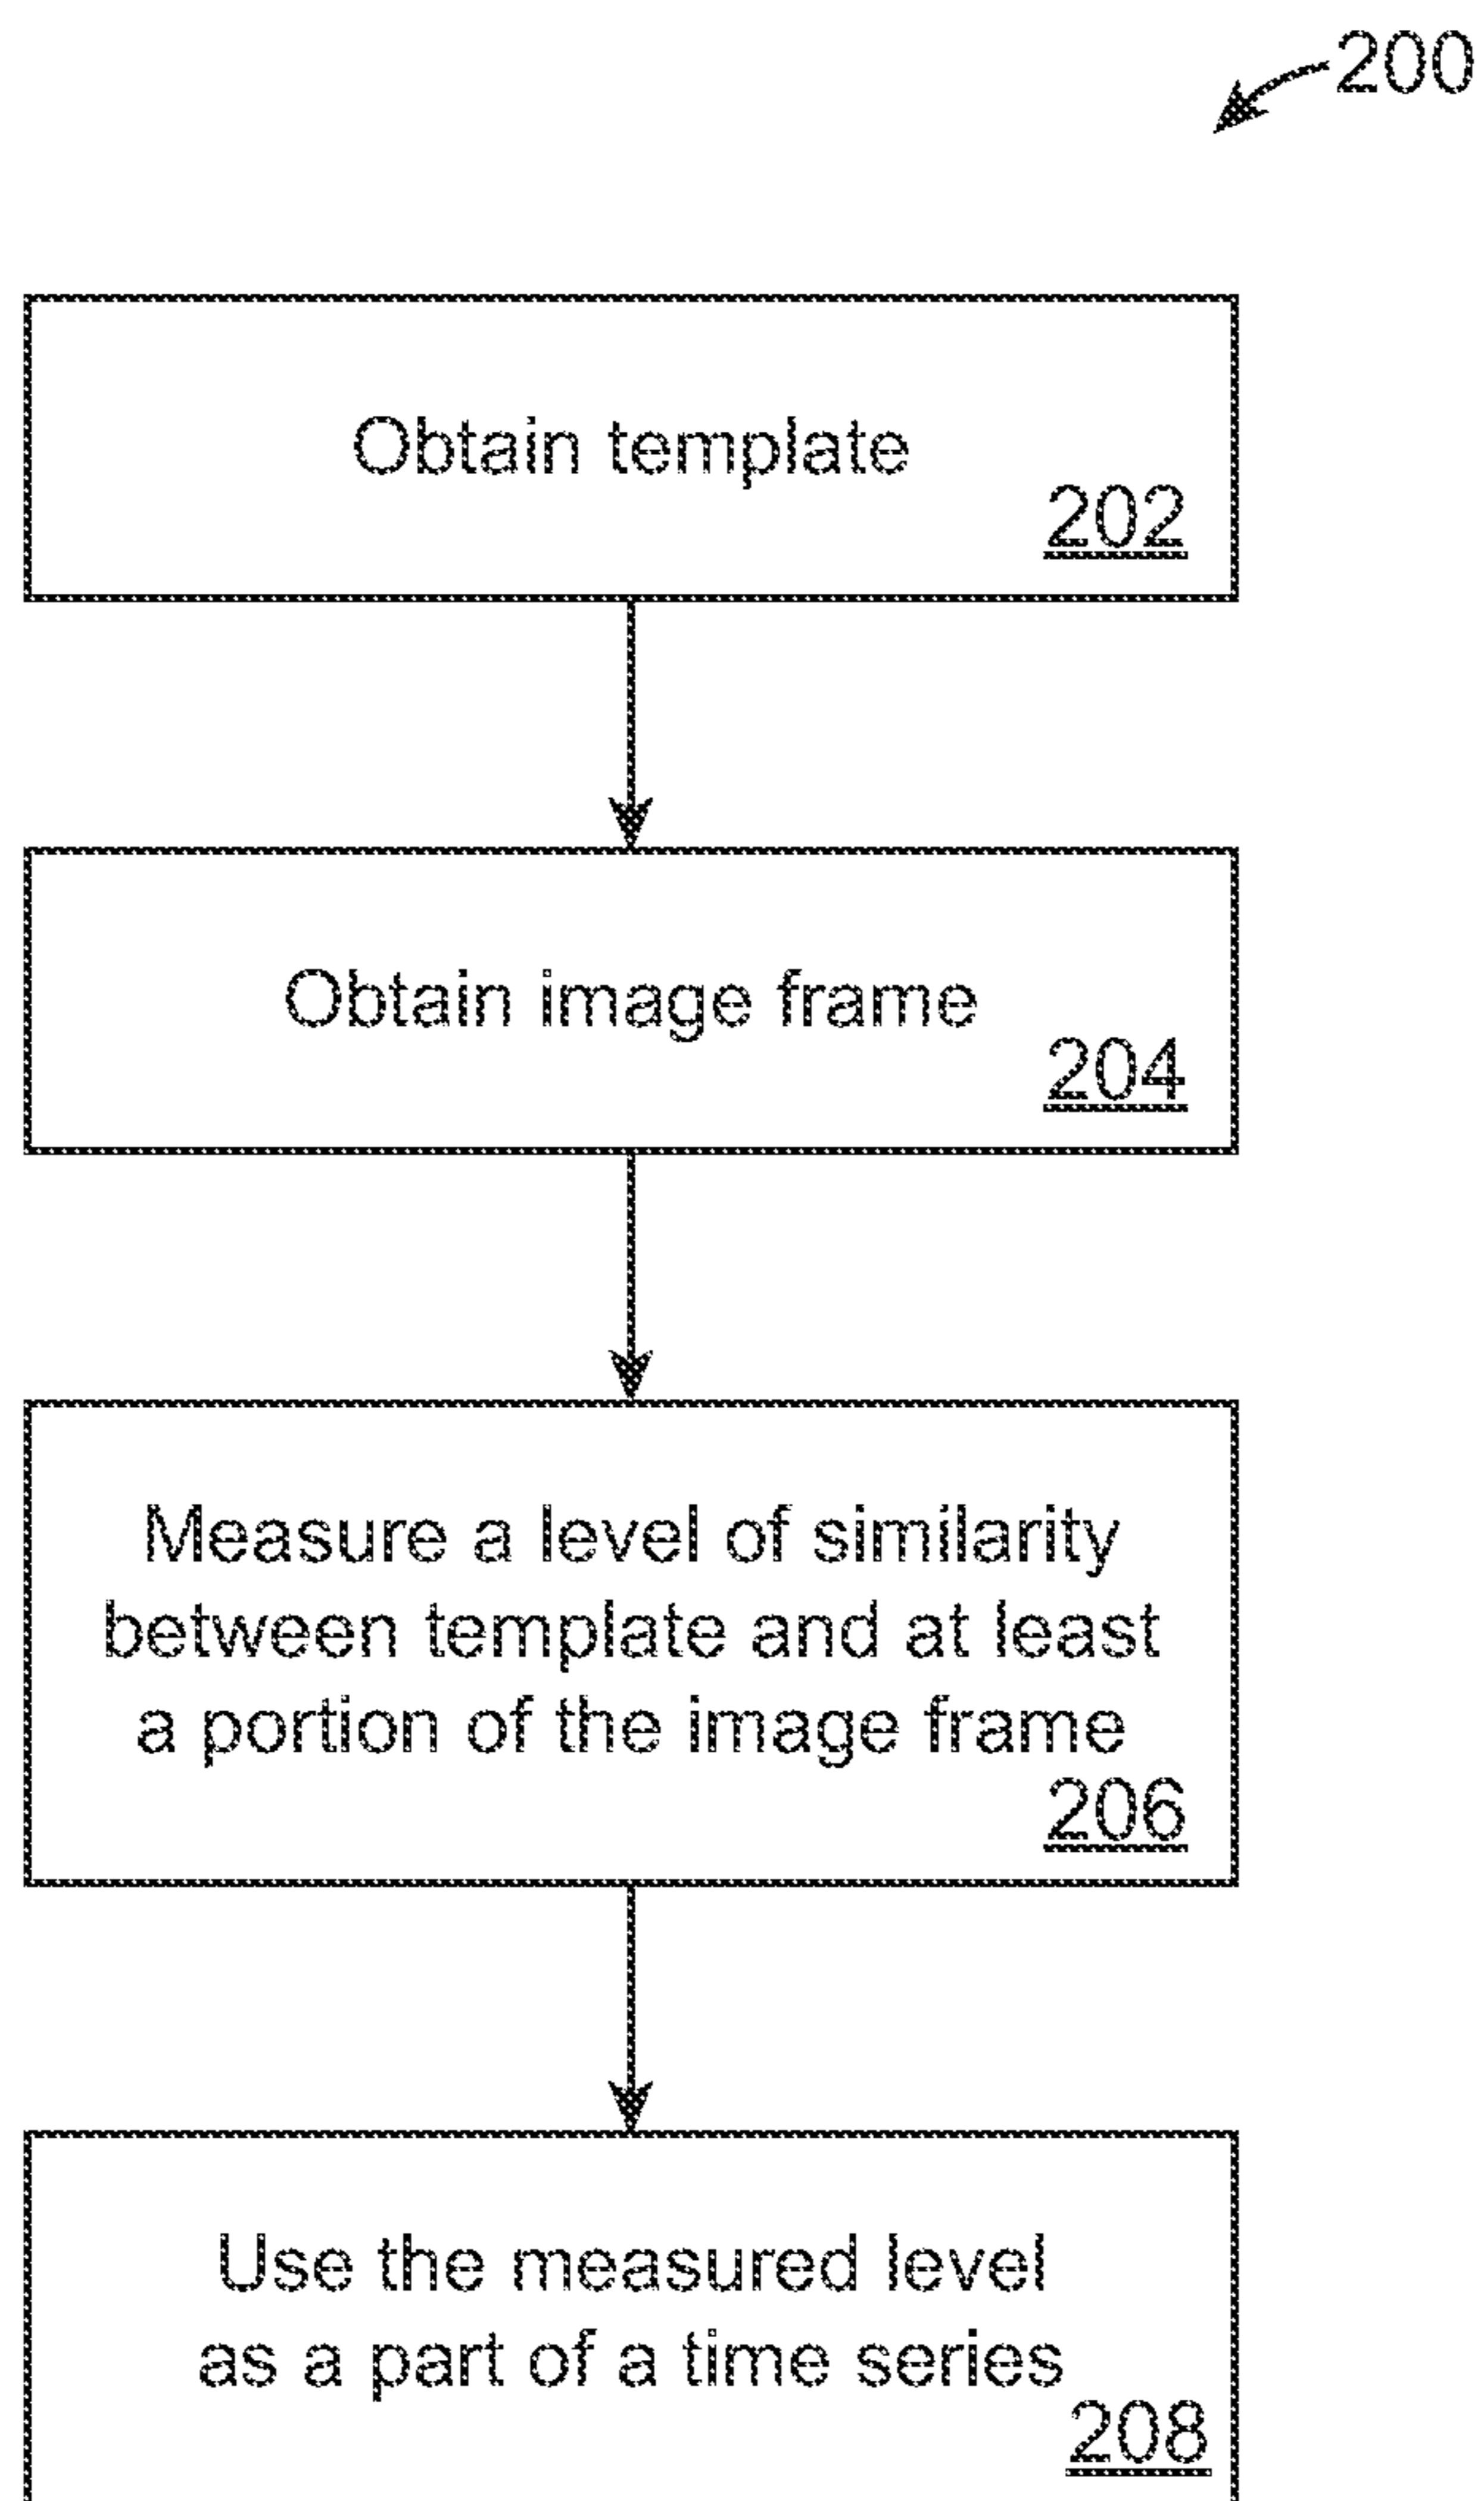 200
Obtain template
202
Obtain image frame
204
Measure a level of similarity
between template and at least
a portion of the image frame
206
Use the measured level
as a part of a time series
208